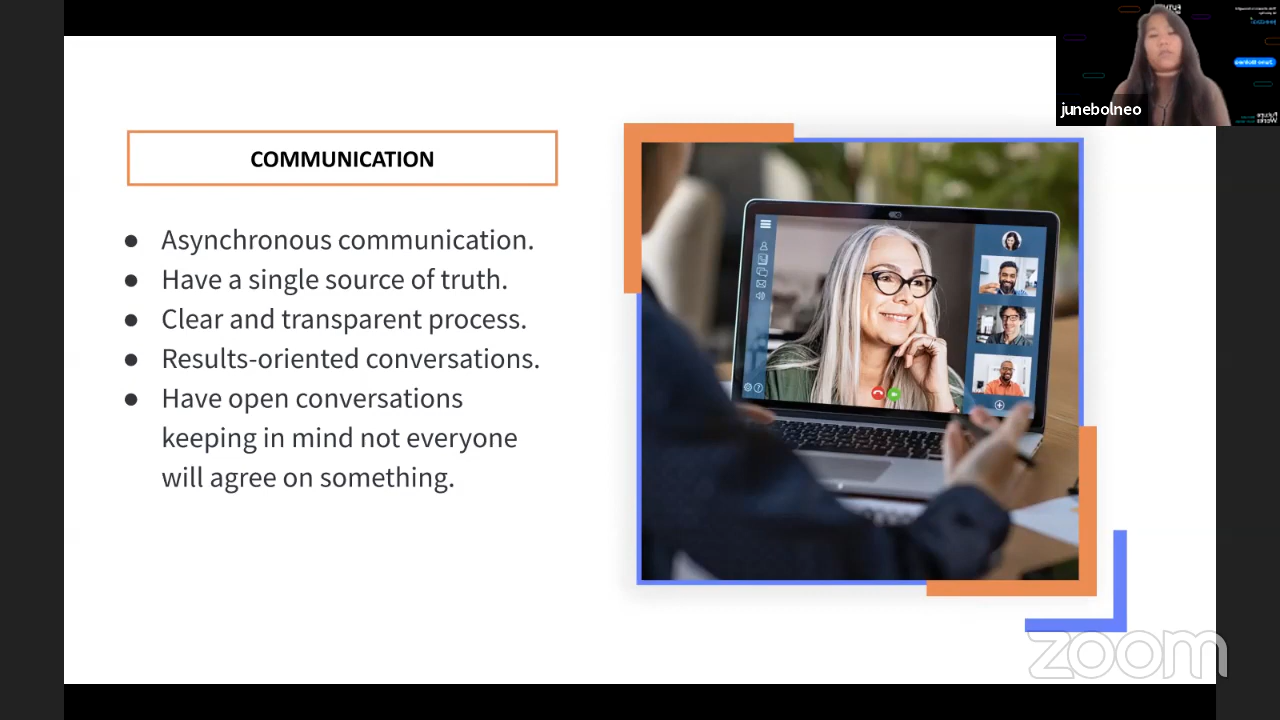 COMMUNICATION
● Asynchronous communication.
● Have a single source of truth.
● Clear and transparent process.
● Results-oriented conversations.
● Have open conversations
keeping in mind not everyone
will agree on something.
junebolneo
zoom